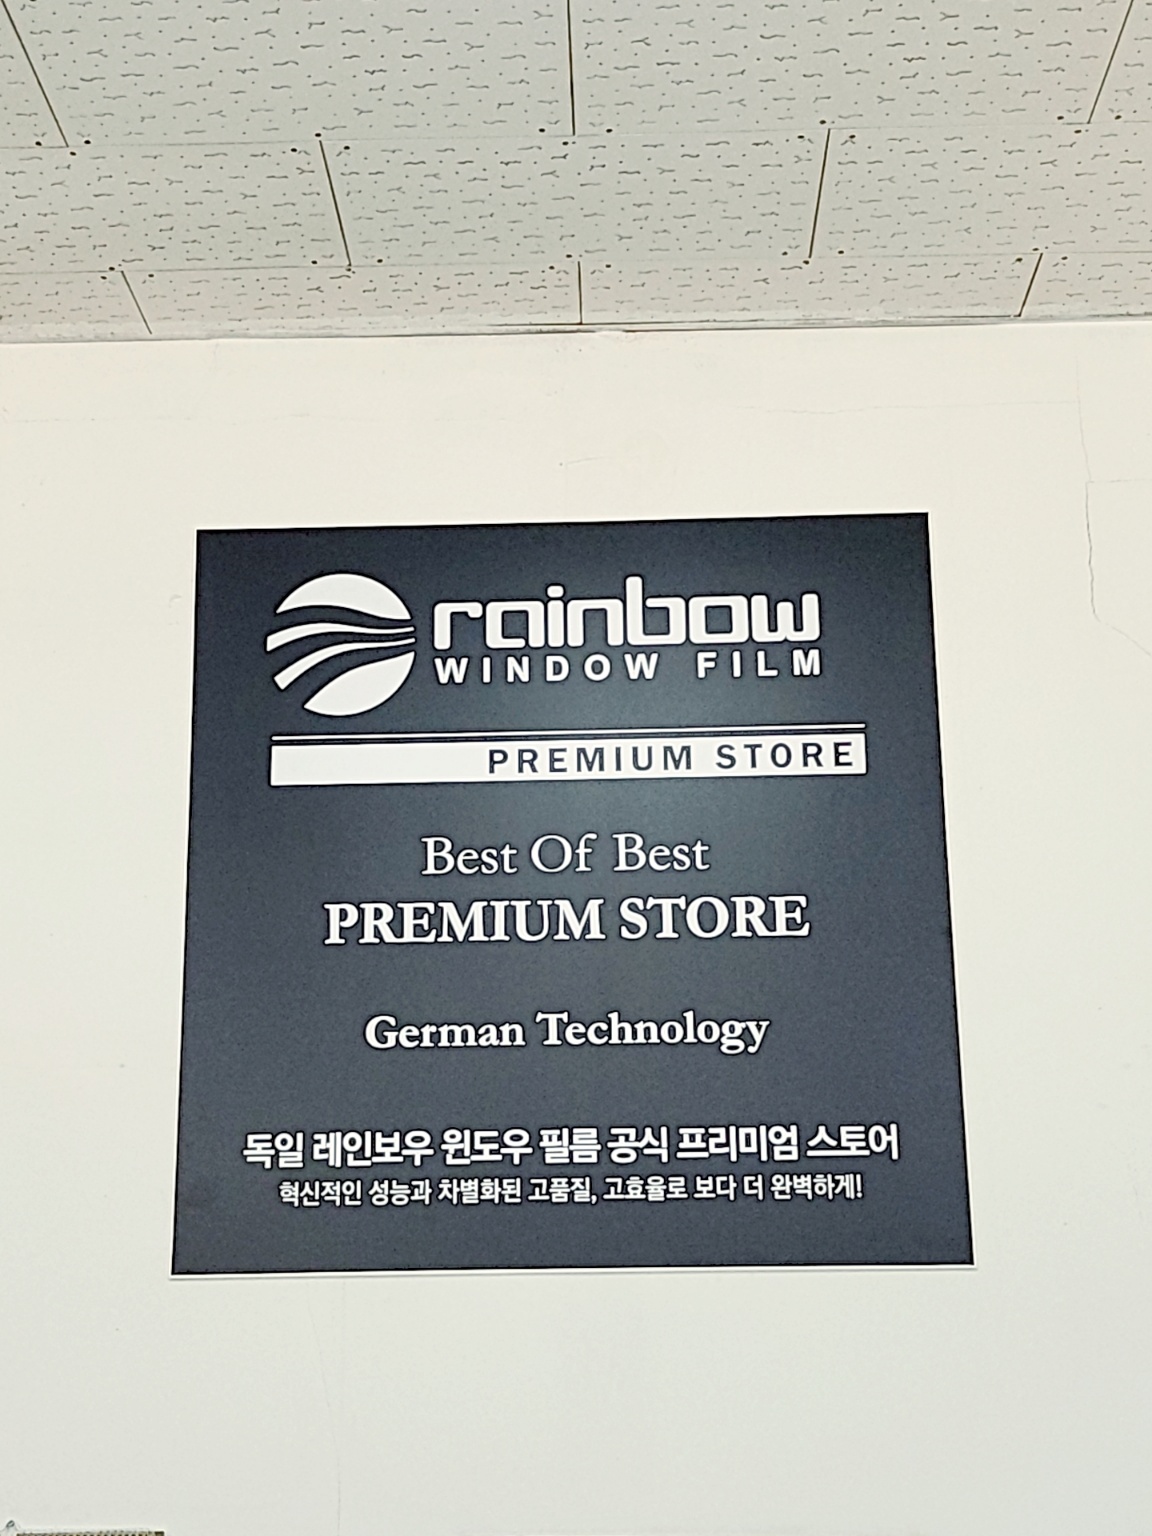 rainbow
WINDOW FILM
PREMIUM STORE
Best Of Best
PREMIUM STORE
German Technology
독일 레인보우 윈도우 필름 공식 프리미엄 스토어
혁신적인 성능과 차별화된 고품질, 고효율로 보다 더 완벽하게!